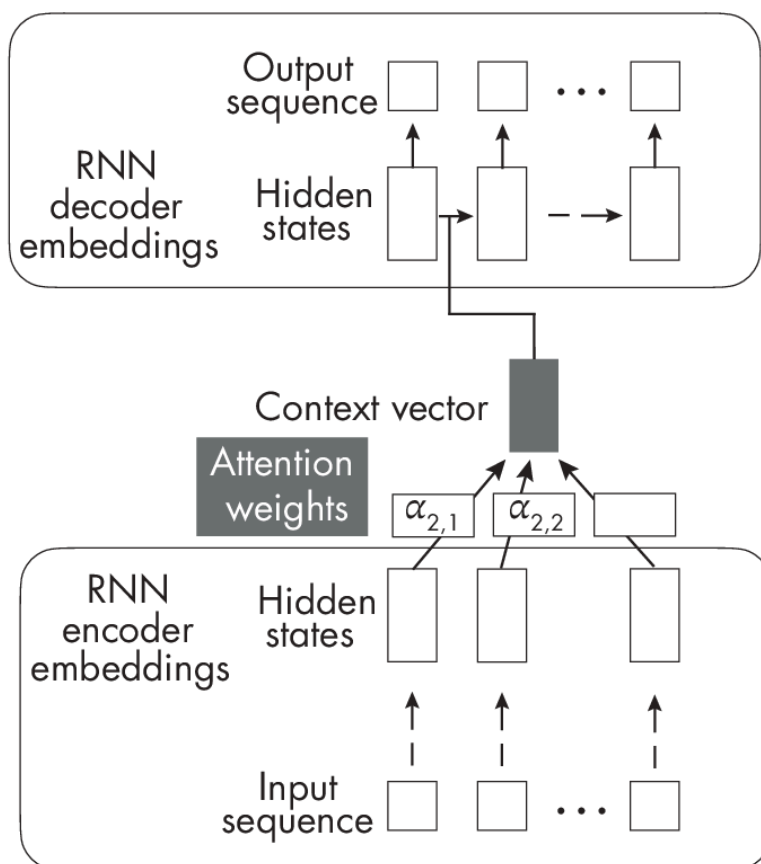 Output
sequence
RNN
decoder
embeddings
Hidden
states
Context vector
Attention
weights
α2,1
α2,2
RNN
encoder
embeddings
Hidden
states
Input
sequence